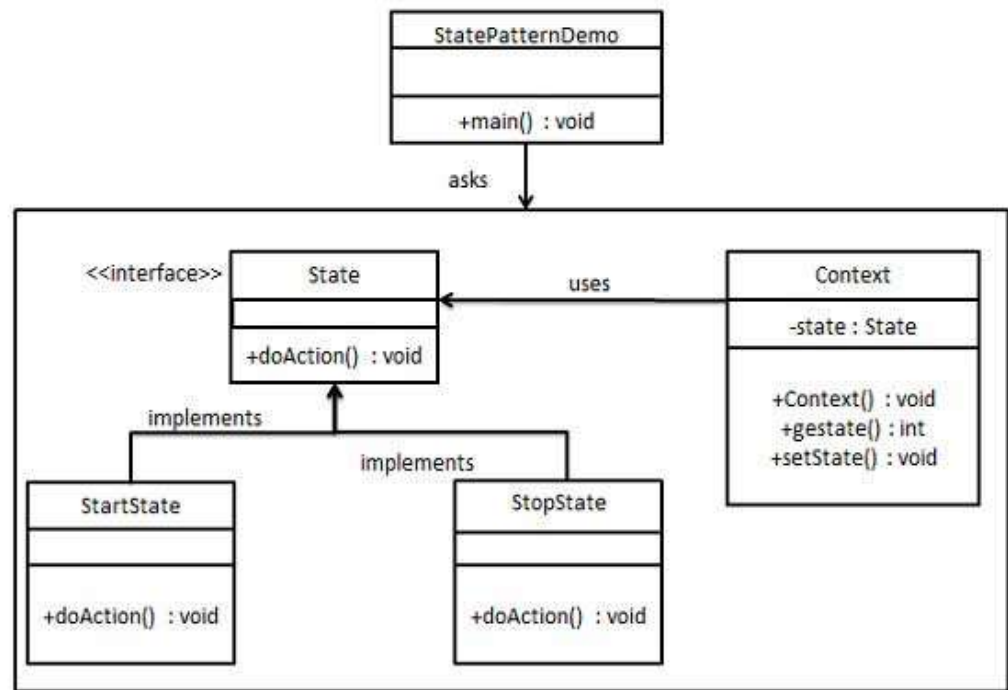 StatePatternDemo
+main() : void
asks
<<interface>>
State
+doAction() : void
uses
Context
-state : State
+Context() : void
+gestate() : int
+setState() : void
implements
implements
StartState
+doAction() : void
StopState
+doAction() : void